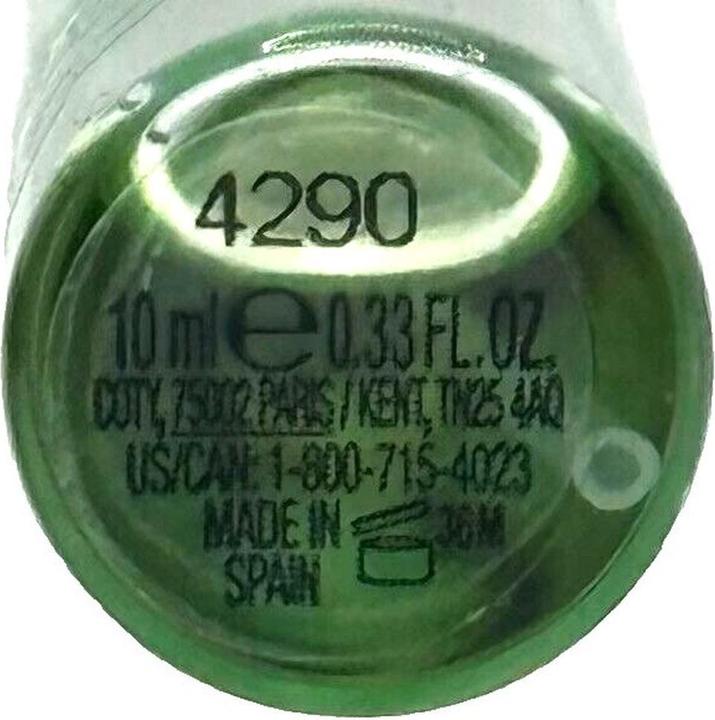 4290
10 ml e 0.33 FL. OZ.
COTY, 75002 PARIS / KENT, TN25 4AQ
US/CAN: 1-800-715-4023
MADE IN 36M
SPAIN